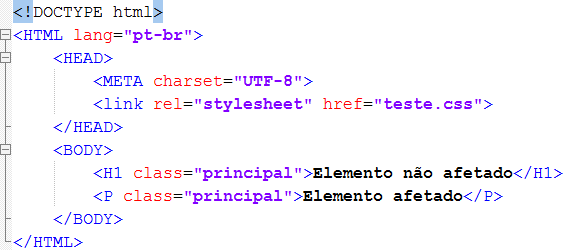 <!DOCTYPE html>
<HTML lang="pt-br">
<HEAD>
<META charset="UTF-8">
<link rel="stylesheet" href="teste.css">
</HEAD>
<BODY>
<H1 class="principal">Elemento não afetado</H1>
<P class="principal">Elemento afetado</P>
</BODY>
</HTML>